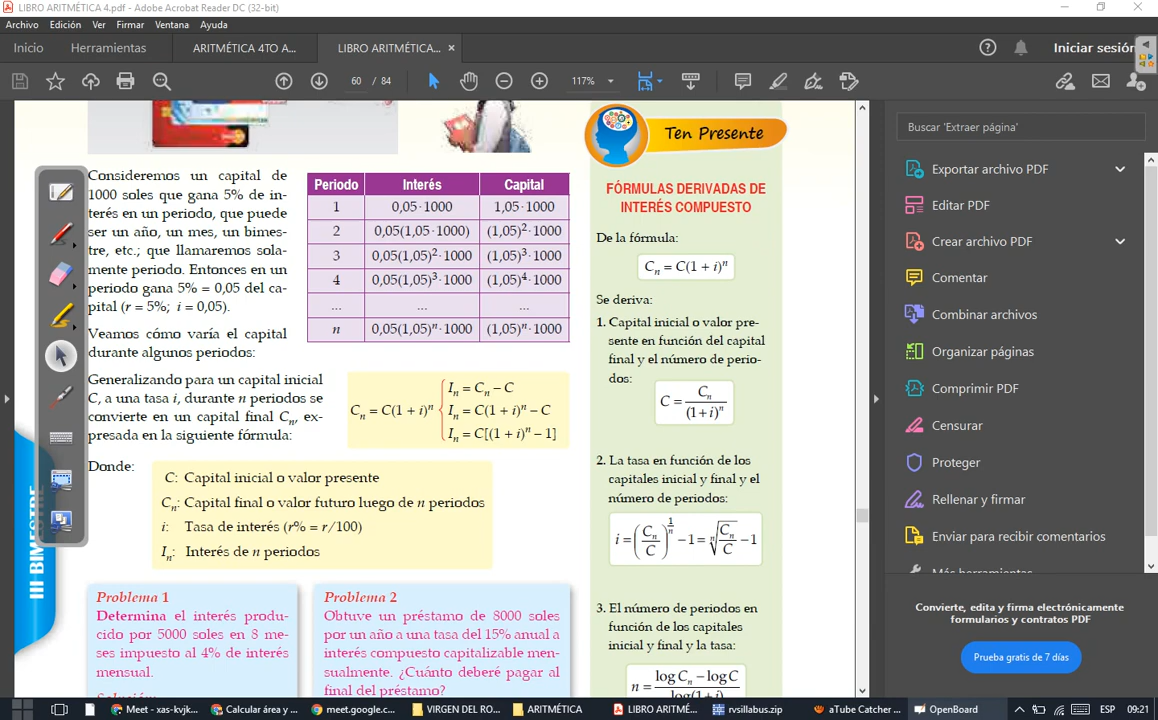 LIBRO ARITMÉTICA 4.pdf - Adobe Acrobat Reader DC (32-bit)
Archivo Edición Ver Firmar Ventana Ayuda
Inicio Herramientas ARITMÉTICA 4TO A... LIBRO ARITMÉTICA... × Iniciar sesión
60 / 84 117%
Consideremos un capital de
1000 soles que gana 5% de in-
terés en un periodo, que puede
ser un año, un mes, un bimes-
tre, etc.; que llamaremos sola-
mente periodo. Entonces en un
periodo gana 5% = 0,05 del ca-
pital (r = 5%; i = 0,05).
Veamos cómo varía el capital
durante algunos periodos:
Periodo Interés Capital
1 0,05·1000 1,05·1000
2 0,05(1,05·1000) (1,05)²·1000
3 0,05(1,05)²·1000 (1,05)³·1000
4 0,05(1,05)³·1000 (1,05)⁴·1000
... ... ...
n 0,05(1,05)ⁿ·1000 (1,05)ⁿ·1000
Generalizando para un capital inicial
C, a una tasa i, durante n periodos se
convierte en un capital final Cₙ, ex-
presada en la siguiente fórmula:
Iₙ = Cₙ – C
Cₙ = C(1 + i)ⁿ Iₙ = C(1 + i)ⁿ – C
Iₙ = C[(1 + i)ⁿ – 1]
Donde:
C: Capital inicial o valor presente
Cₙ: Capital final o valor futuro luego de n periodos
i: Tasa de interés (r% = r/100)
Iₙ: Interés de n periodos
III BIMESTRE
Problema 1
Determina el interés produ-
cido por 5000 soles en 8 me-
ses impuesto al 4% de interés
mensual.
Solución:
Problema 2
Obtuve un préstamo de 8000 soles
por un año a una tasa del 15% anual a
interés compuesto capitalizable men-
sualmente. ¿Cuánto deberé pagar al
final del préstamo?
Ten Presente
FÓRMULAS DERIVADAS DE
INTERÉS COMPUESTO
De la fórmula:
Cₙ = C(1 + i)ⁿ
Se deriva:
1. Capital inicial o valor pre-
sente en función del capital
final y el número de perio-
dos:
C = Cₙ/(1+i)ⁿ
2. La tasa en función de los
capitales inicial y final y el
número de periodos:
i = (Cₙ/C)^(1/n) – 1 = ⁿ√(Cₙ/C) – 1
3. El número de periodos en
función de los capitales
inicial y final y la tasa:
n = (log Cₙ – log C)/log(1+i)
Buscar 'Extraer página'
Exportar archivo PDF
Editar PDF
Crear archivo PDF
Comentar
Combinar archivos
Organizar páginas
Comprimir PDF
Censurar
Proteger
Rellenar y firmar
Enviar para recibir comentarios
Más herramientas
Convierte, edita y firma electrónicamente
formularios y contratos PDF
Prueba gratis de 7 días
Meet - xas-kvjk... Calcular área y ... meet.google.c... VIRGEN DEL RO... ARITMÉTICA LIBRO ARITMÉ... rvsillabus.zip aTube Catcher ... OpenBoard ESP 09:21